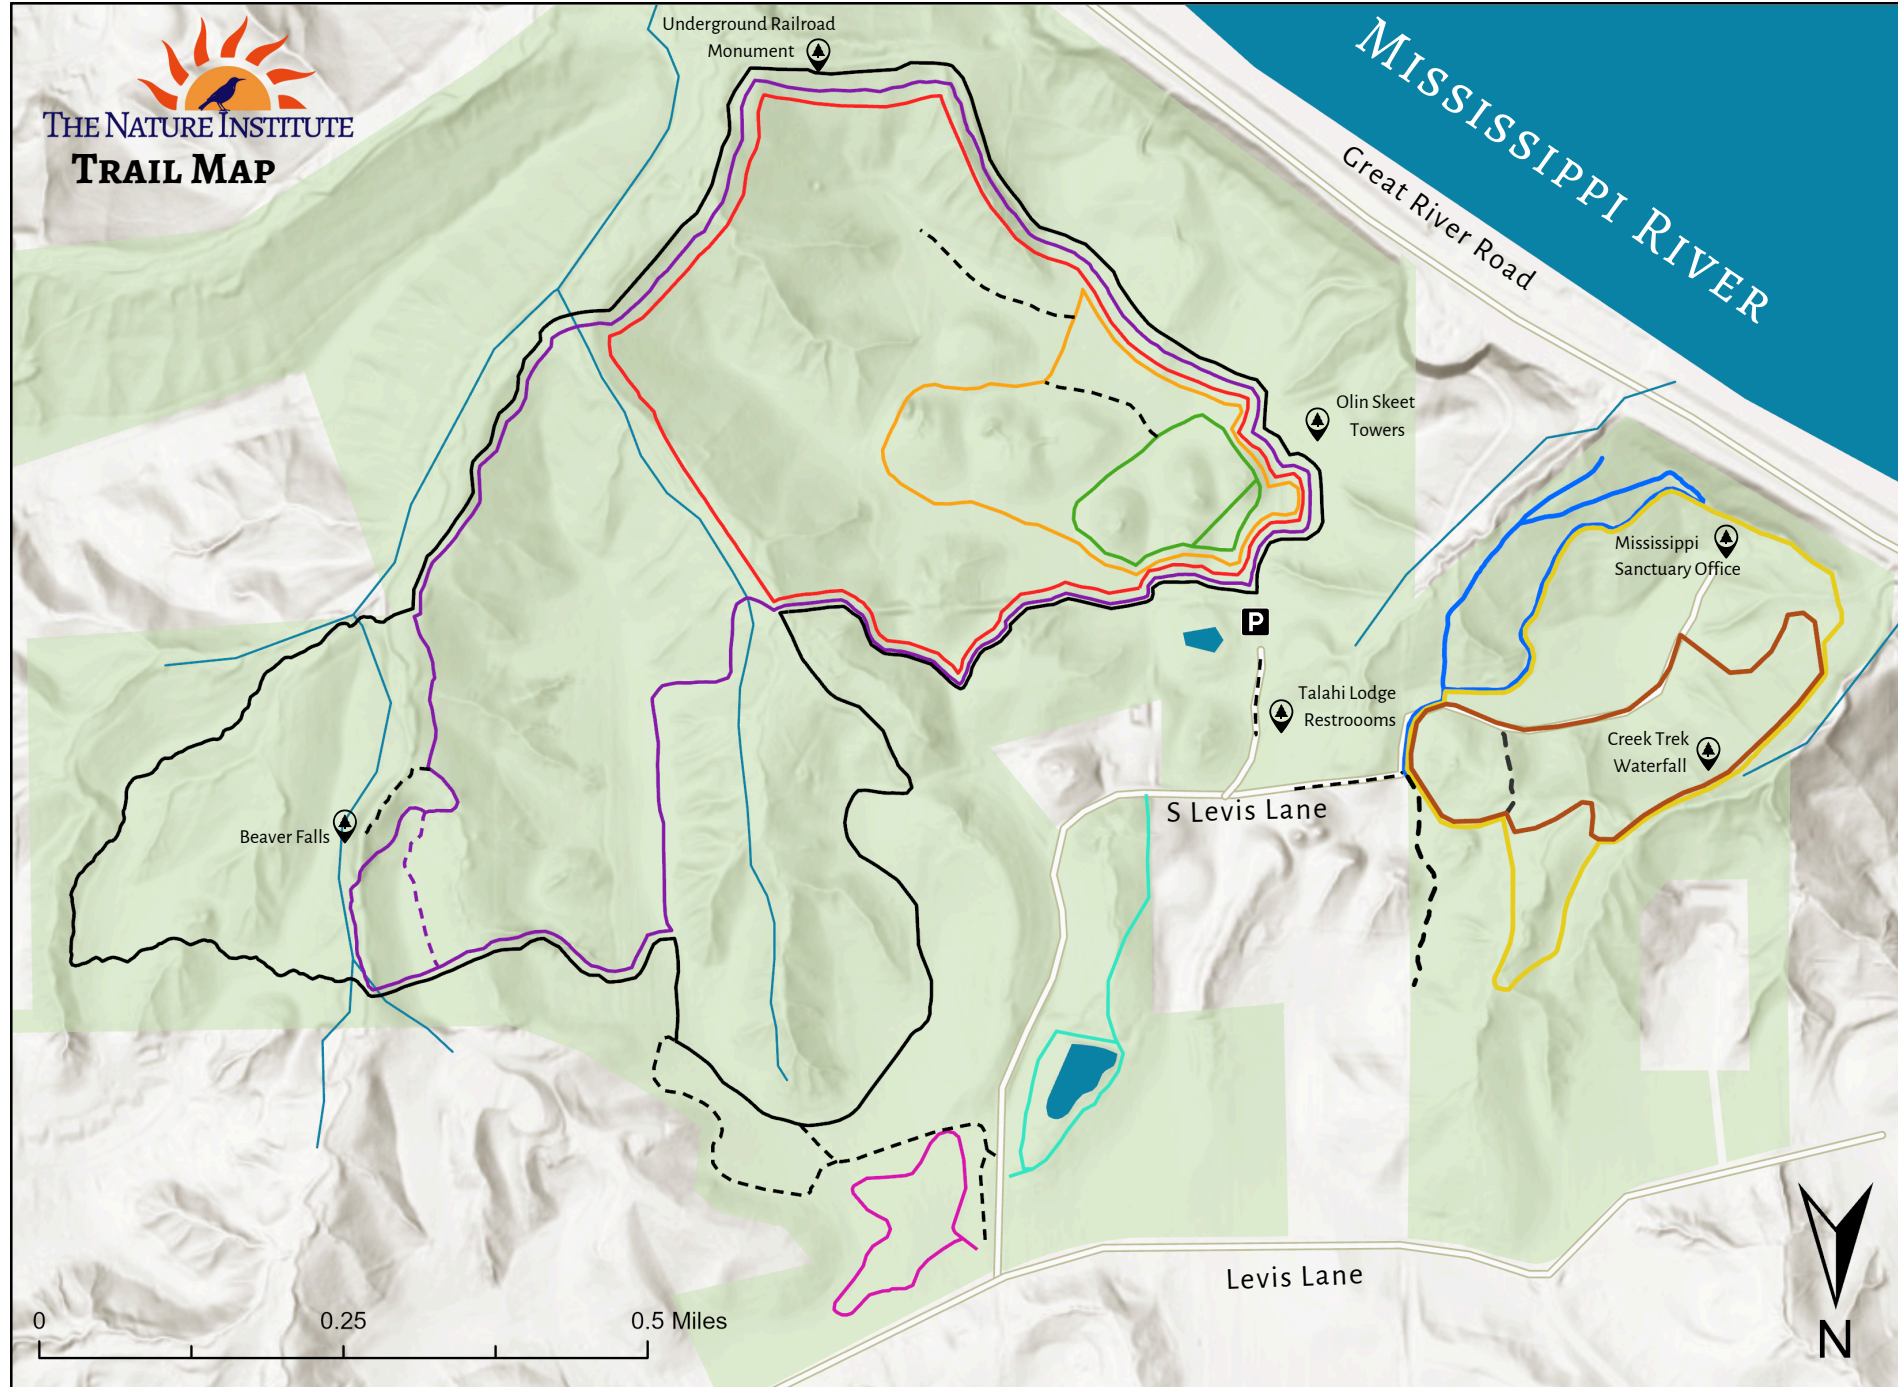 THE NATURE INSTITUTE
TRAIL MAP
Underground Railroad
Monument
MISSISSIPPI RIVER
Great River Road
Olin Skeet
Towers
Mississippi
Sanctuary Office
P
Talahi Lodge
Restroooms
Creek Trek
Waterfall
S Levis Lane
Beaver Falls
Levis Lane
0 0.25 0.5 Miles
N